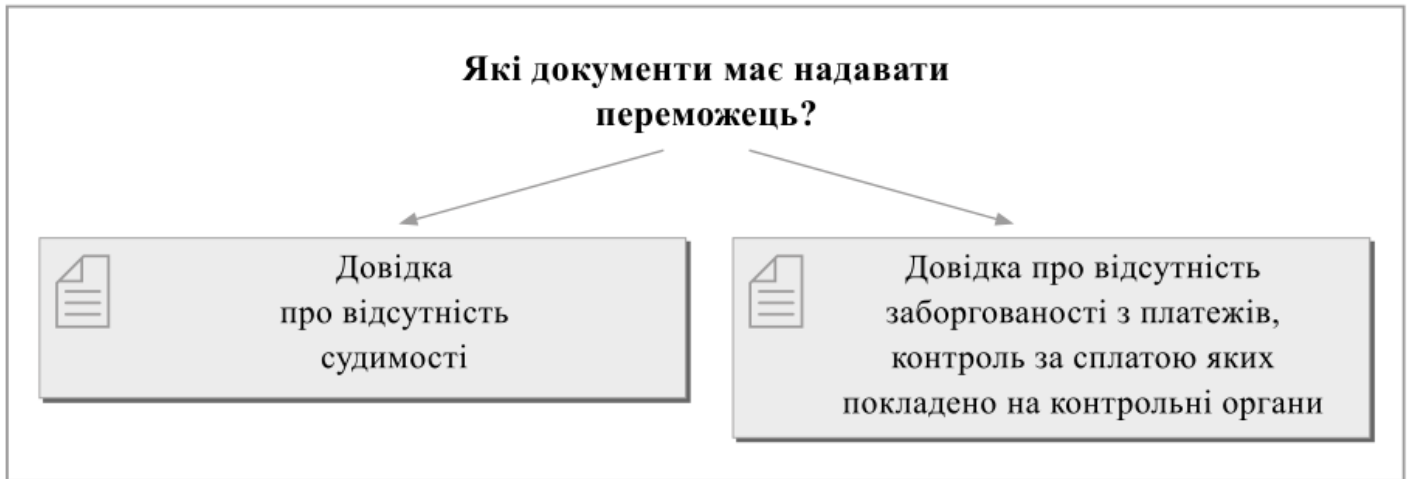 Які документи має надавати
переможець?
Довідка
про відсутність
судимості
Довідка про відсутність
заборгованості з платежів,
контроль за сплатою яких
покладено на контрольні органи